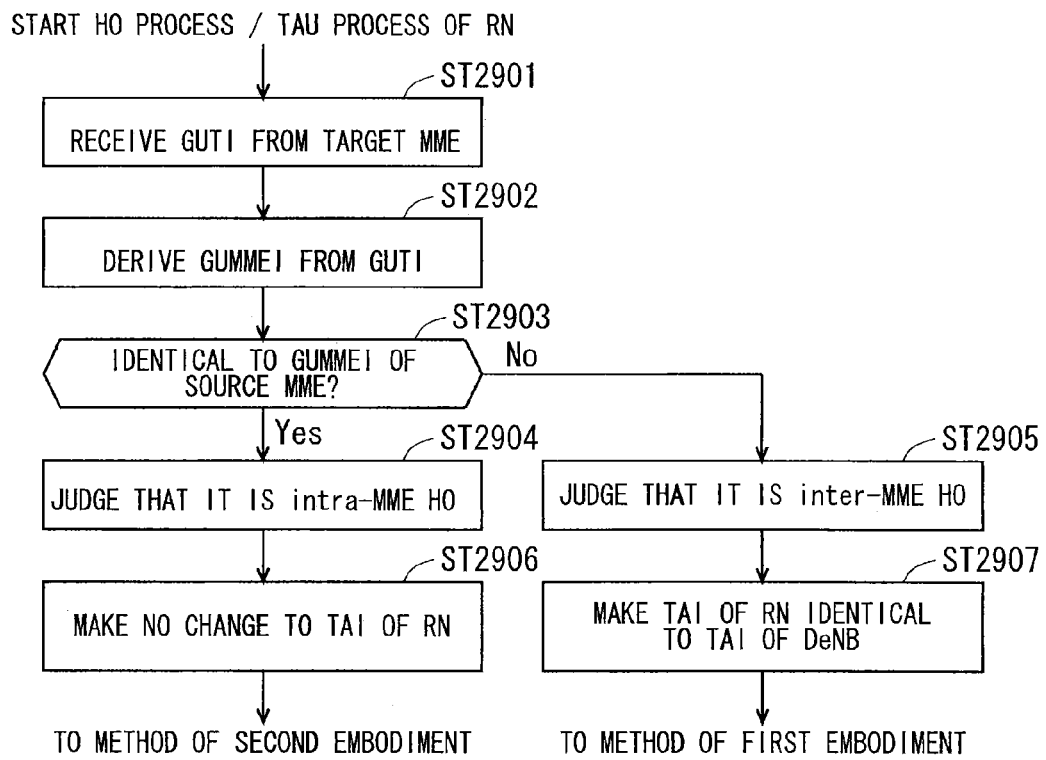 START HO PROCESS / TAU PROCESS OF RN
ST2901
RECEIVE GUTI FROM TARGET MME
ST2902
DERIVE GUMMEI FROM GUTI
ST2903
IDENTICAL TO GUMMEI OF
SOURCE MME?
No
Yes
ST2904
JUDGE THAT IT IS intra-MME HO
ST2905
JUDGE THAT IT IS inter-MME HO
ST2906
MAKE NO CHANGE TO TAI OF RN
ST2907
MAKE TAI OF RN IDENTICAL
TO TAI OF DeNB
TO METHOD OF SECOND EMBODIMENT
TO METHOD OF FIRST EMBODIMENT